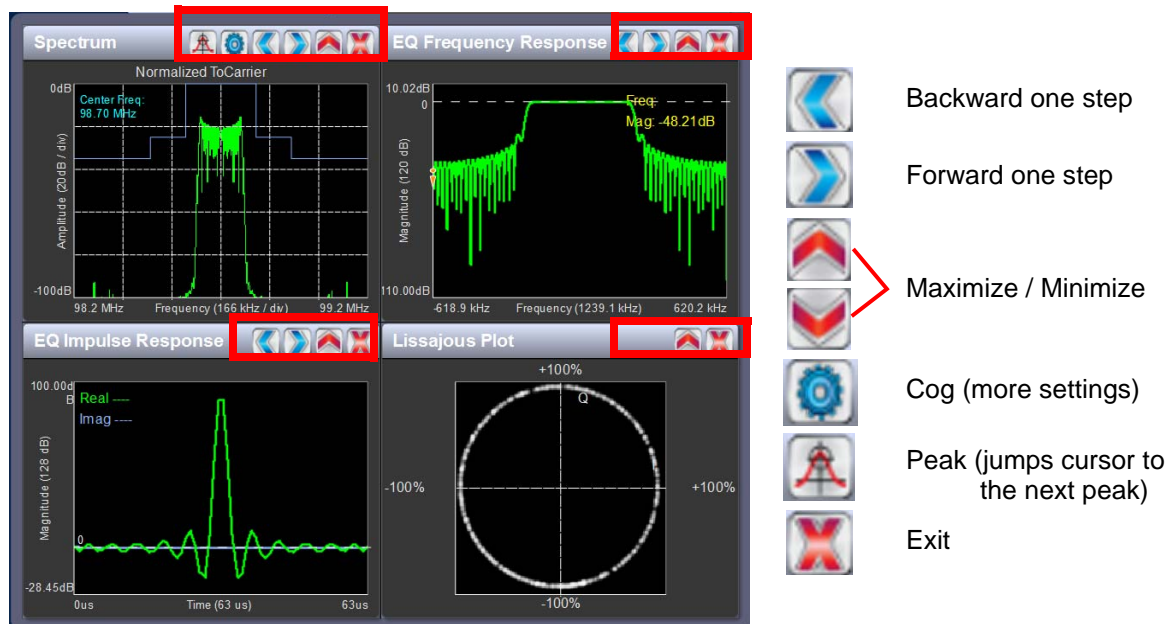 Spectrum
Normalized ToCarrier
0dB
Center Freq:
98.70 MHz
Amplitude (20dB / div)
-100dB
98.2 MHz
Frequency (166 kHz / div)
99.2 MHz
EQ Frequency Response
10.02dB
0
Freq:
Mag: -48.21dB
Magnitude (120 dB)
110.00dB
-618.9 kHz
Frequency (1239.1 kHz)
620.2 kHz
EQ Impulse Response
100.00d
B
Real ----
Imag ----
Magnitude (128 dB)
0
-28.45dB
0us
Time (63 us)
63us
Lissajous Plot
+100%
Q
-100%
+100%
-100%
Backward one step
Forward one step
Maximize / Minimize
Cog (more settings)
Peak (jumps cursor to
the next peak)
Exit